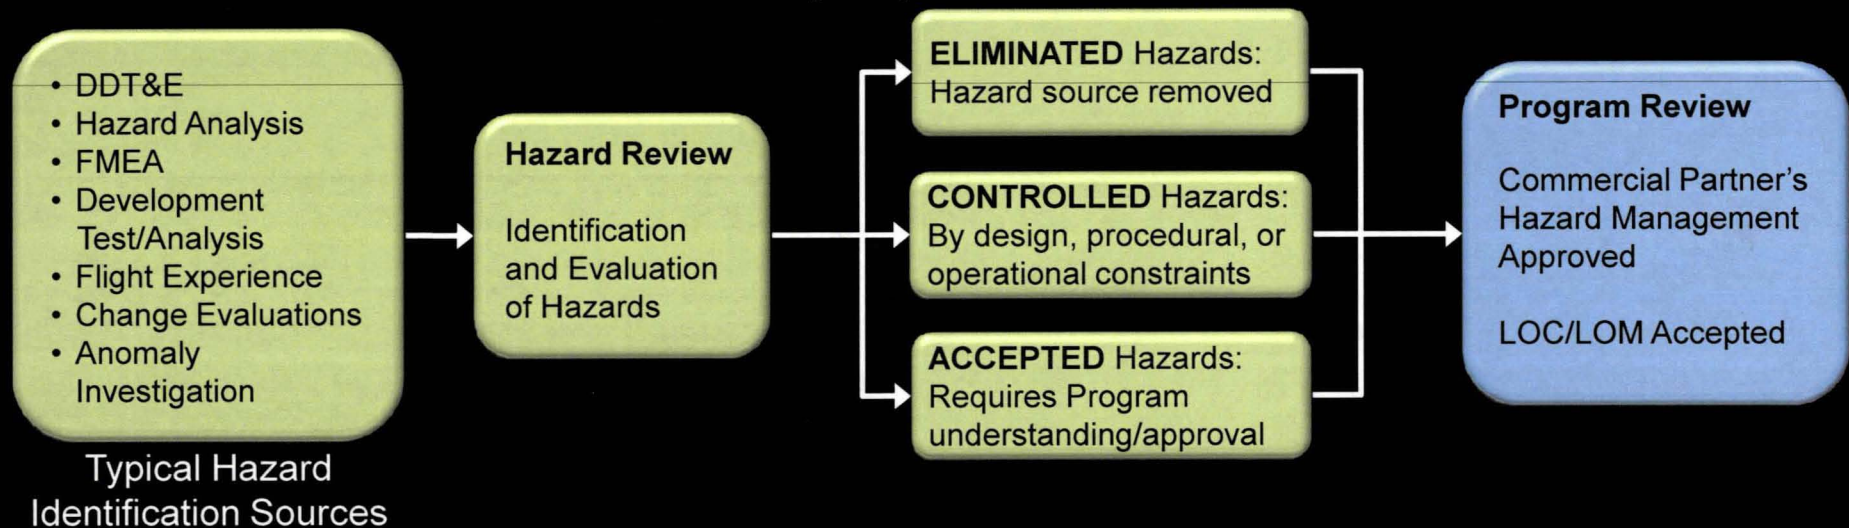 • DDT&E
• Hazard Analysis
• FMEA
• Development
Test/Analysis
• Flight Experience
• Change Evaluations
• Anomaly
Investigation
Typical Hazard
Identification Sources
Hazard Review
Identification
and Evaluation
of Hazards
ELIMINATED Hazards:
Hazard source removed
CONTROLLED Hazards:
By design, procedural, or
operational constraints
ACCEPTED Hazards:
Requires Program
understanding/approval
Program Review
Commercial Partner's
Hazard Management
Approved
LOC/LOM Accepted